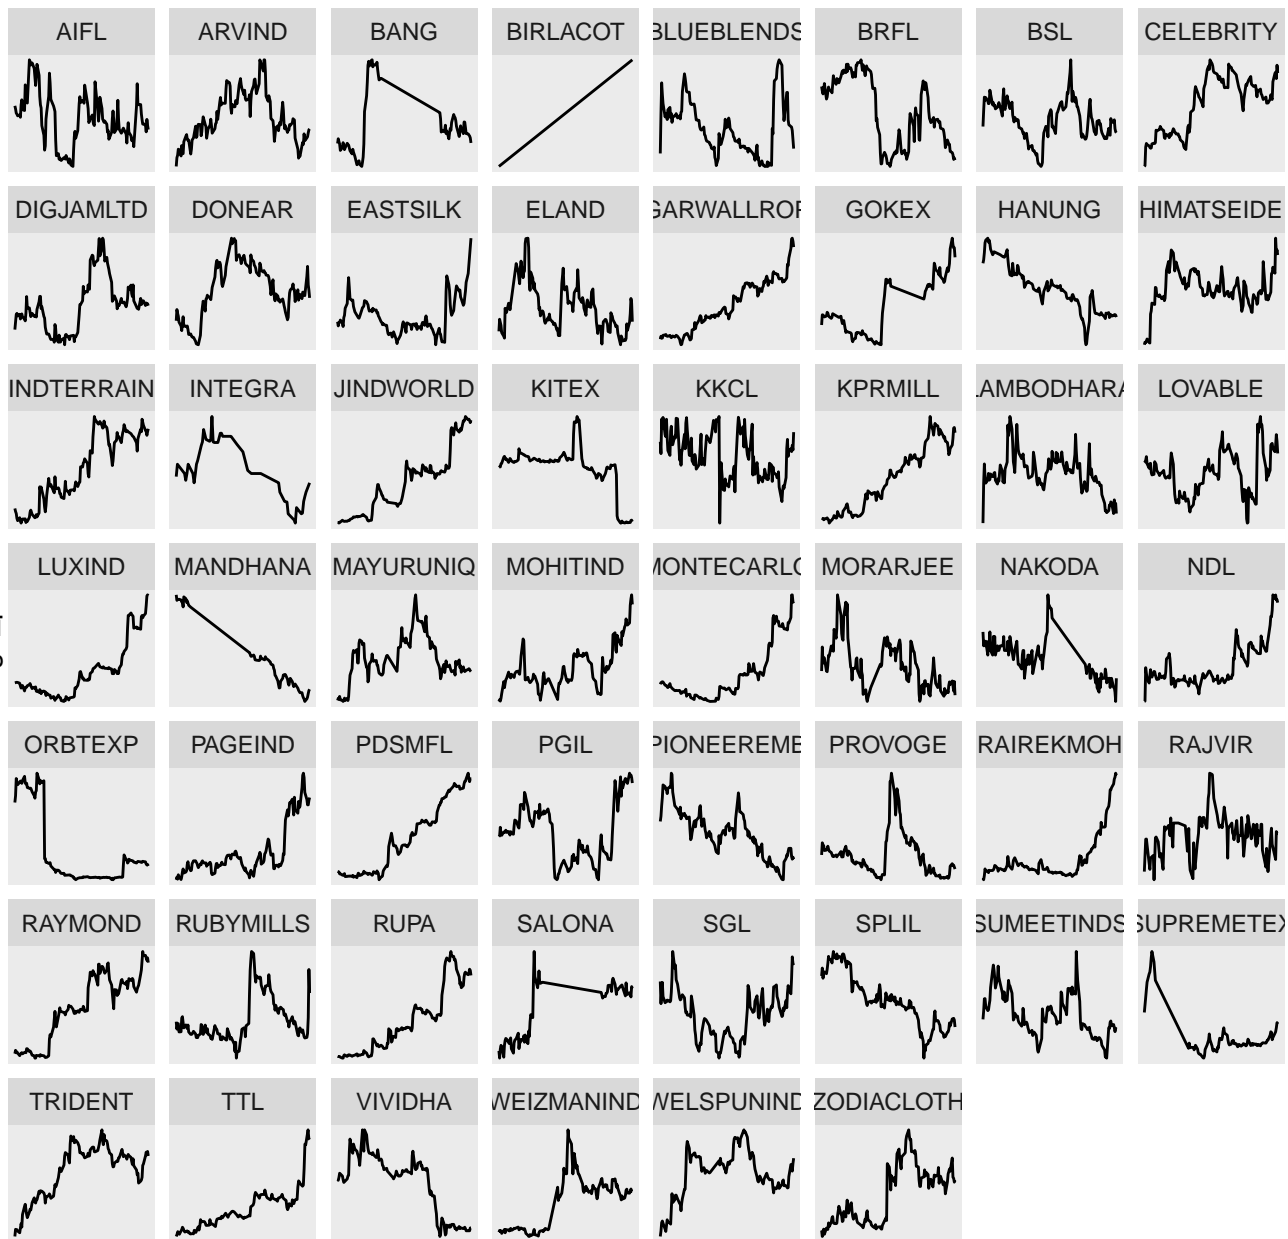 AIFL ARVIND BANG BIRLACOT BLUEBLENDS BRFL BSL CELEBRITY
DIGJAMLTD DONEAR EASTSILK ELAND GARWALLROP GOKEX HANUNG HIMATSEIDE
INDTERRAIN INTEGRA JINDWORLD KITEX KKCL KPRMILL LAMBODHARA LOVABLE
LUXIND MANDHANA MAYURUNIQ MOHITIND MONTECARLO MORARJEE NAKODA NDL
ORBTEXP PAGEIND PDSMFL PGIL PIONEEREMB PROVOGE RAIREKMOH RAJVIR
RAYMOND RUBYMILLS RUPA SALONA SGL SPLIL SUMEETINDS SUPREMETEX
TRIDENT TTL VIVIDHA WEIZMANIND WELSPUNIND ZODIACLOTH